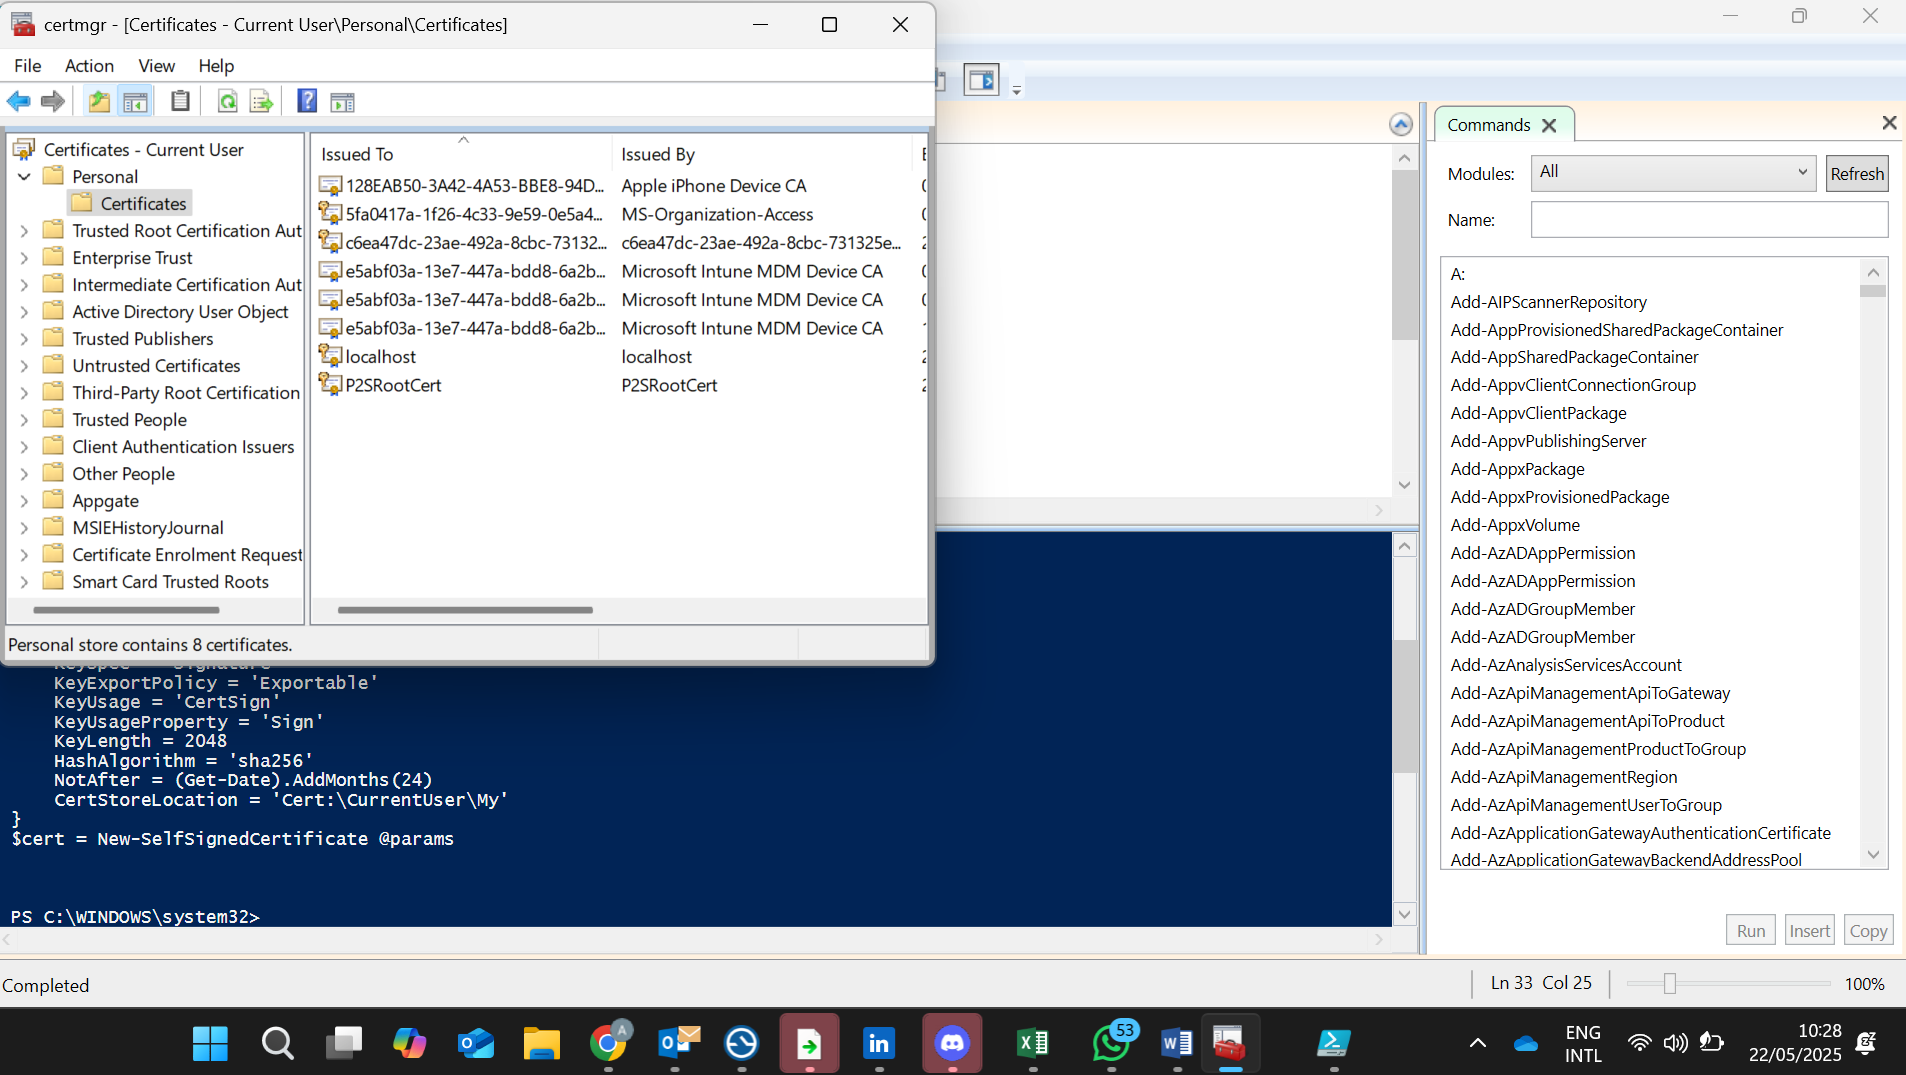 certmgr - [Certificates - Current User\Personal\Certificates]
File Action View Help
Certificates - Current User
Personal
Certificates
Trusted Root Certification Aut
Enterprise Trust
Intermediate Certification Aut
Active Directory User Object
Trusted Publishers
Untrusted Certificates
Third-Party Root Certification
Trusted People
Client Authentication Issuers
Other People
Appgate
MSIEHistoryJournal
Certificate Enrolment Request
Smart Card Trusted Roots
Issued To Issued By
128EAB50-3A42-4A53-BBE8-94D... Apple iPhone Device CA
5fa0417a-1f26-4c33-9e59-0e5a4... MS-Organization-Access
c6ea47dc-23ae-492a-8cbc-73132... c6ea47dc-23ae-492a-8cbc-731325e...
e5abf03a-13e7-447a-bdd8-6a2b... Microsoft Intune MDM Device CA
e5abf03a-13e7-447a-bdd8-6a2b... Microsoft Intune MDM Device CA
e5abf03a-13e7-447a-bdd8-6a2b... Microsoft Intune MDM Device CA
localhost localhost
P2SRootCert P2SRootCert
Personal store contains 8 certificates.
KeyExportPolicy = 'Exportable'
KeyUsage = 'CertSign'
KeyUsageProperty = 'Sign'
KeyLength = 2048
HashAlgorithm = 'sha256'
NotAfter = (Get-Date).AddMonths(24)
CertStoreLocation = 'Cert:\CurrentUser\My'
}
$cert = New-SelfSignedCertificate @params
PS C:\WINDOWS\system32>
Commands
Modules: All Refresh
Name:
A:
Add-AIPScannerRepository
Add-AppProvisionedSharedPackageContainer
Add-AppSharedPackageContainer
Add-AppvClientConnectionGroup
Add-AppvClientPackage
Add-AppvPublishingServer
Add-AppxPackage
Add-AppxProvisionedPackage
Add-AppxVolume
Add-AzADAppPermission
Add-AzADAppPermission
Add-AzADGroupMember
Add-AzADGroupMember
Add-AzAnalysisServicesAccount
Add-AzApiManagementApiToGateway
Add-AzApiManagementApiToProduct
Add-AzApiManagementProductToGroup
Add-AzApiManagementRegion
Add-AzApiManagementUserToGroup
Add-AzApplicationGatewayAuthenticationCertificate
Add-AzApplicationGatewayBackendAddressPool
Run Insert Copy
Completed
Ln 33 Col 25
100%
A
53
ENG
INTL
10:28
22/05/2025